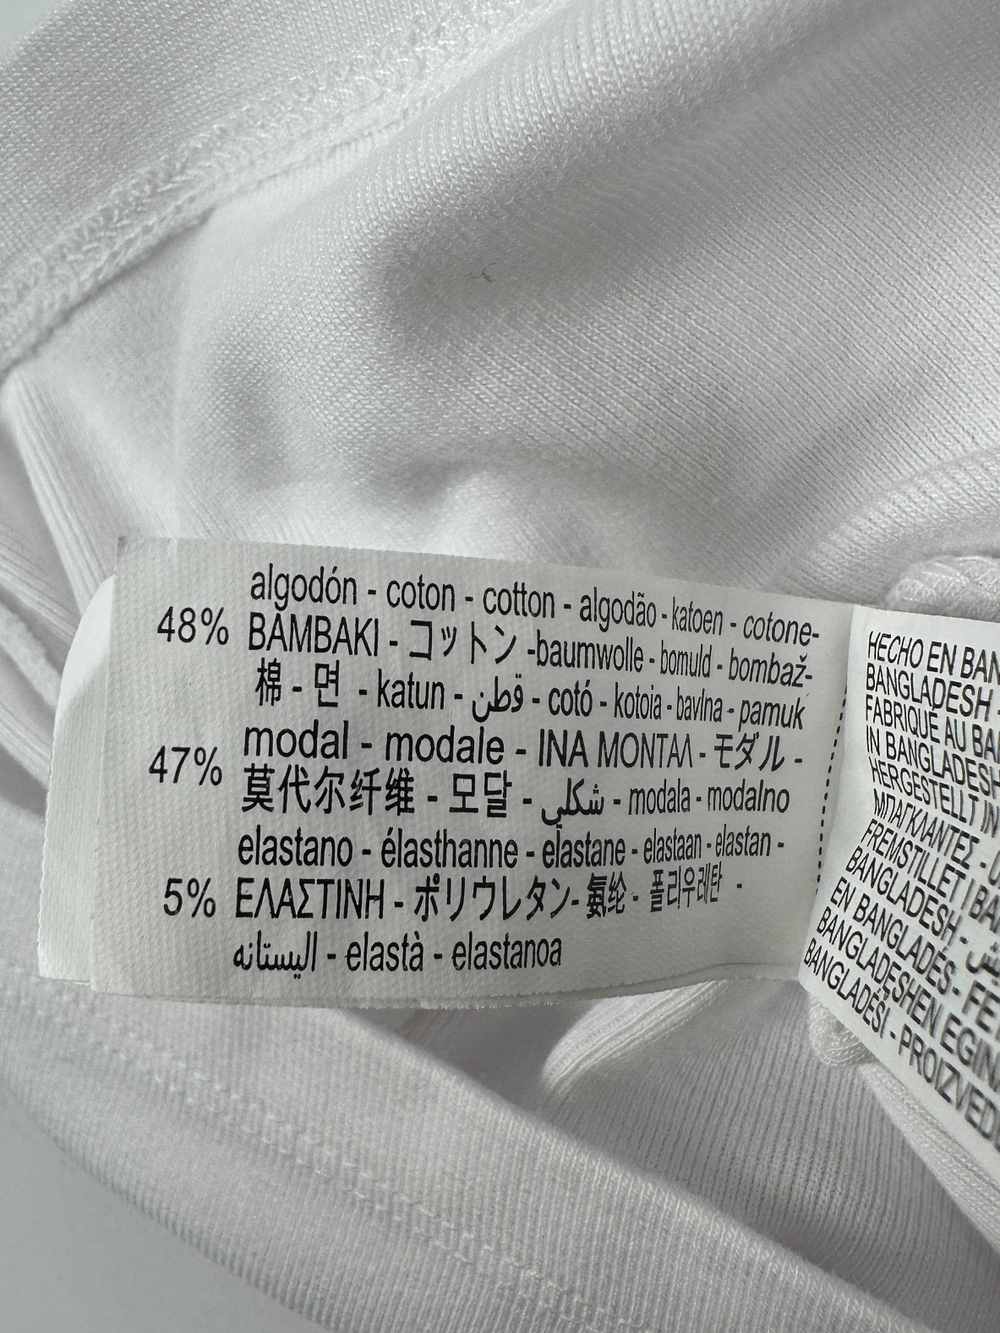 algodón - coton - cotton - algodão - katoen - cotone-
48% BAMBAKI - コットン -baumwolle - bomuld - bombaž-
棉 - 면 - katun - قطن - cotó - kotoia - bavlna - pamuk
modal - modale - INA MONTAΛ - モダル -
47% 莫代尔纤维 - 모달 - شكلي - modala - modalno
elastano - élasthanne - elastane - elastaan - elastan -
5% ΕΛΑΣΤΙΝΗ - ポリウレタン- 氨纶 - 폴리우레탄 -
اليستانه - elastà - elastanoa
HECHO EN BAN
BANGLADESH -
FABRIQUÉ AU BA
IN BANGLADESH
HERGESTELLT IN
ΜΠΑΓΚΛΑΝΤΕΣ -
FREMSTILLET I BA
BANGLADESH -
EN BANGLADÈS- FE
BANGLADESHEN EGIN
BANGLADÉSI - PROIZVED